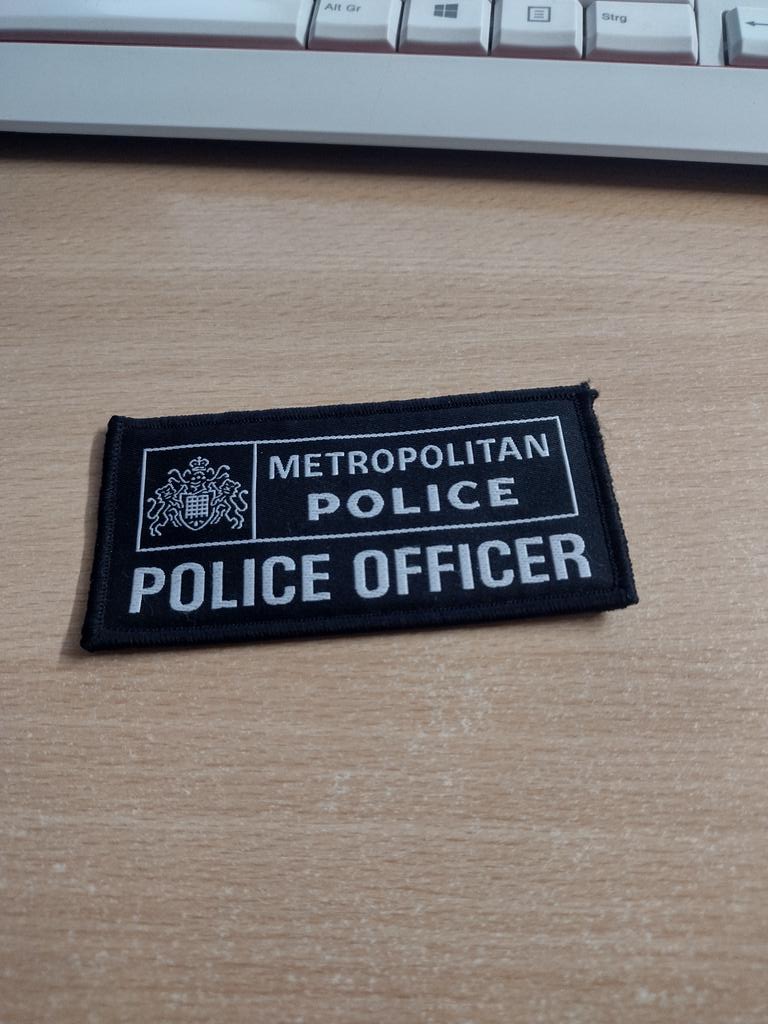 Alt Gr
Strg
METROPOLITAN
POLICE
POLICE OFFICER